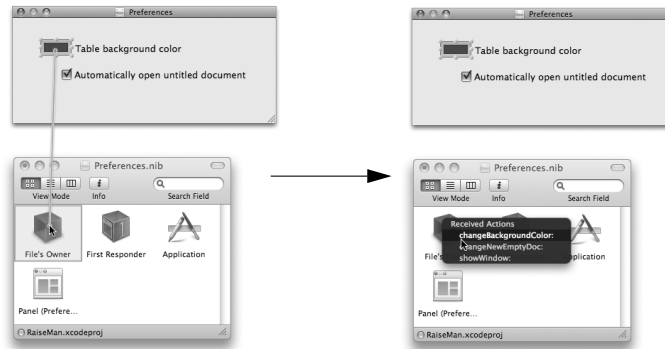 Preferences
Table background color
Automatically open untitled document
Preferences.nib
View Mode
Info
Search Field
File's Owner
First Responder
Application
Panel (Prefere...
RaiseMan.xcodeproj
Preferences
Table background color
Automatically open untitled document
Preferences.nib
View Mode
Info
Search Field
Received Actions
changeBackgroundColor:
changeNewEmptyDoc:
showWindow:
File's
plication
Panel (Prefere...
RaiseMan.xcodeproj